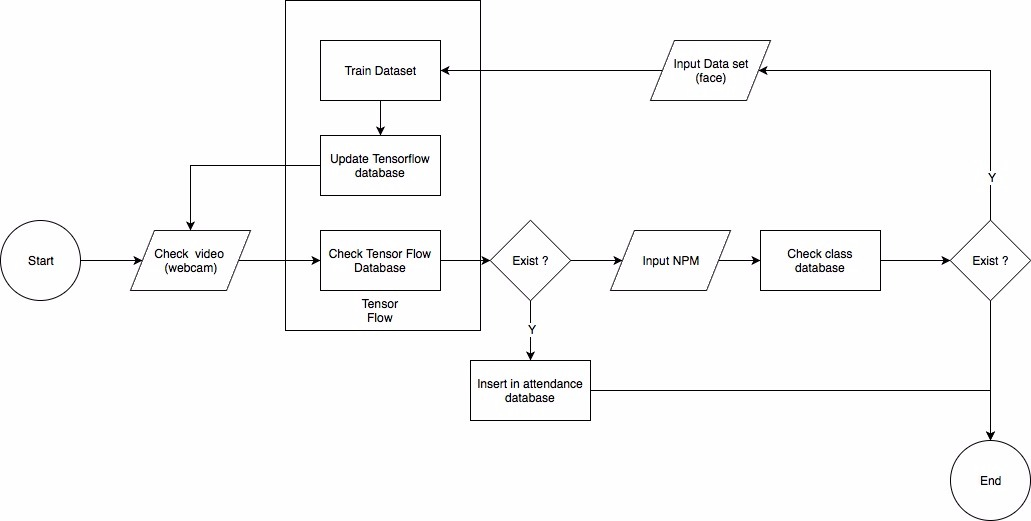 Train Dataset
Input Data set
(face)
Update Tensorflow
database
Y
Start
Check video
(webcam)
Check Tensor Flow
Database
Exist ?
Input NPM
Check class
database
Exist ?
Tensor
Flow
Y
Insert in attendance
database
End